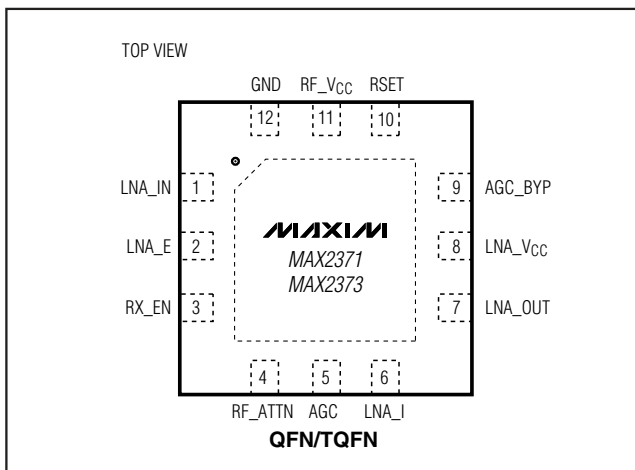 TOP VIEW
GND RF_VCC RSET
12 11 10
LNA_IN 1 9 AGC_BYP
MAXIM
LNA_E 2 MAX2371 8 LNA_VCC
MAX2373
RX_EN 3 7 LNA_OUT
4 5 6
RF_ATTN AGC LNA_I
QFN/TQFN